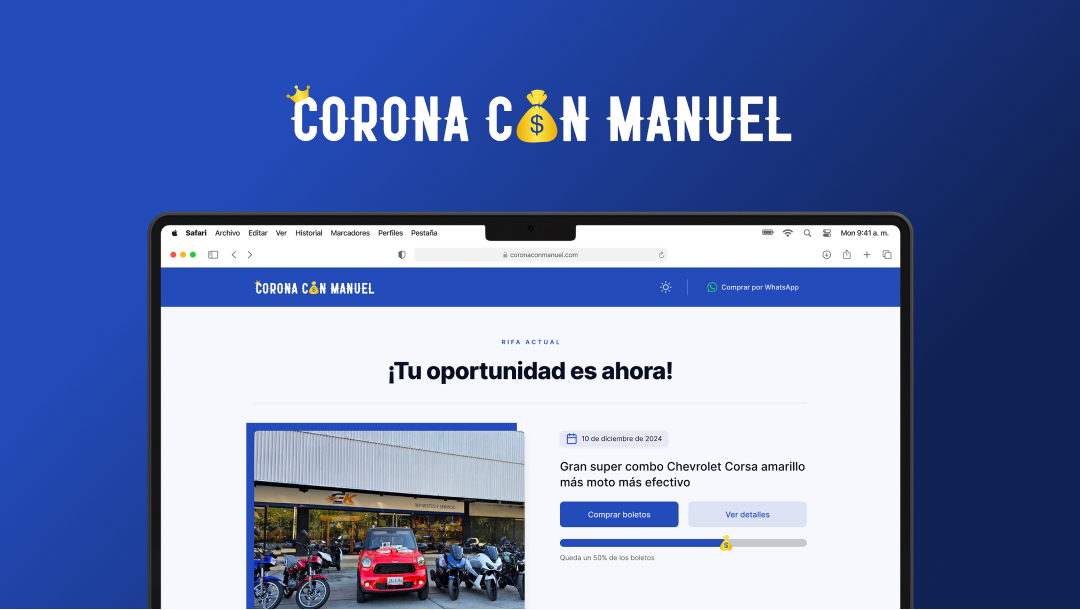 CORONA CON MANUEL
Safari Archivo Editar Ver Historial Marcadores Perfiles Pestaña
Mon 9:41 a. m.
coronaconmanuel.com
CORONA CON MANUEL
Comprar por WhatsApp
RIFA ACTUAL
¡Tu oportunidad es ahora!
EK
10 de diciembre de 2024
Gran super combo Chevrolet Corsa amarillo
más moto más efectivo
Comprar boletos
Ver detalles
Queda un 50% de los boletos